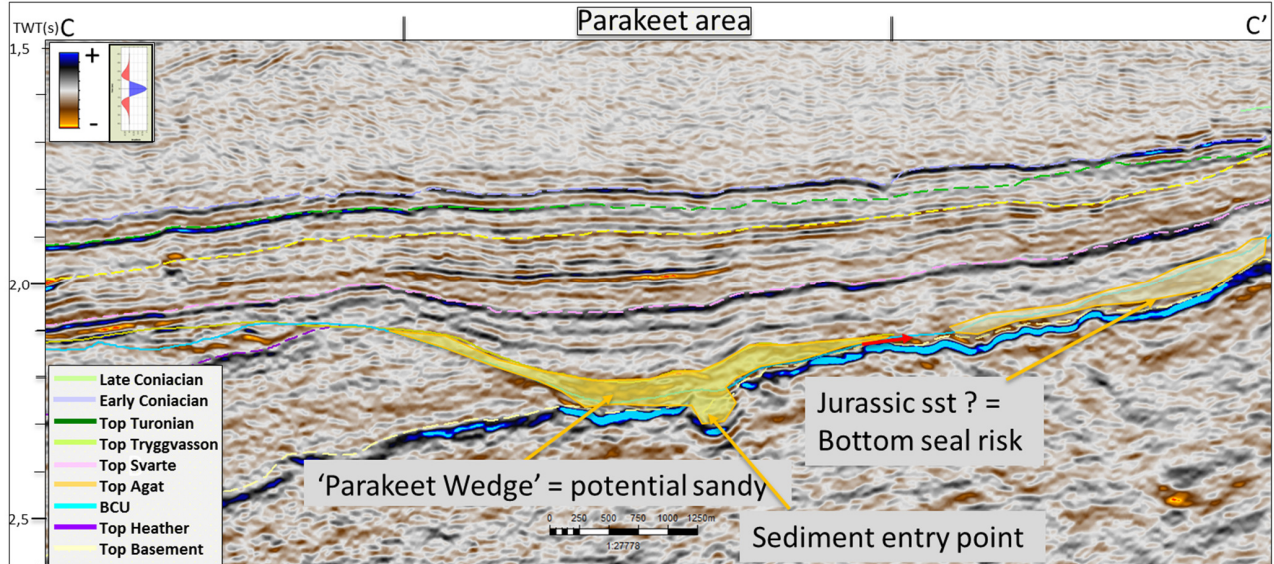 TWT(s) C
Parakeet area
C’
1,5
+
-
2,0
Late Coniacian
Early Coniacian
Top Turonian
Top Tryggvasson
Top Svarte
Top Agat
BCU
Top Heather
Top Basement
Jurassic sst ? =
Bottom seal risk
‘Parakeet Wedge’ = potential sandy
2,5
0 250 500 750 1000 1250m
1:27778
Sediment entry point